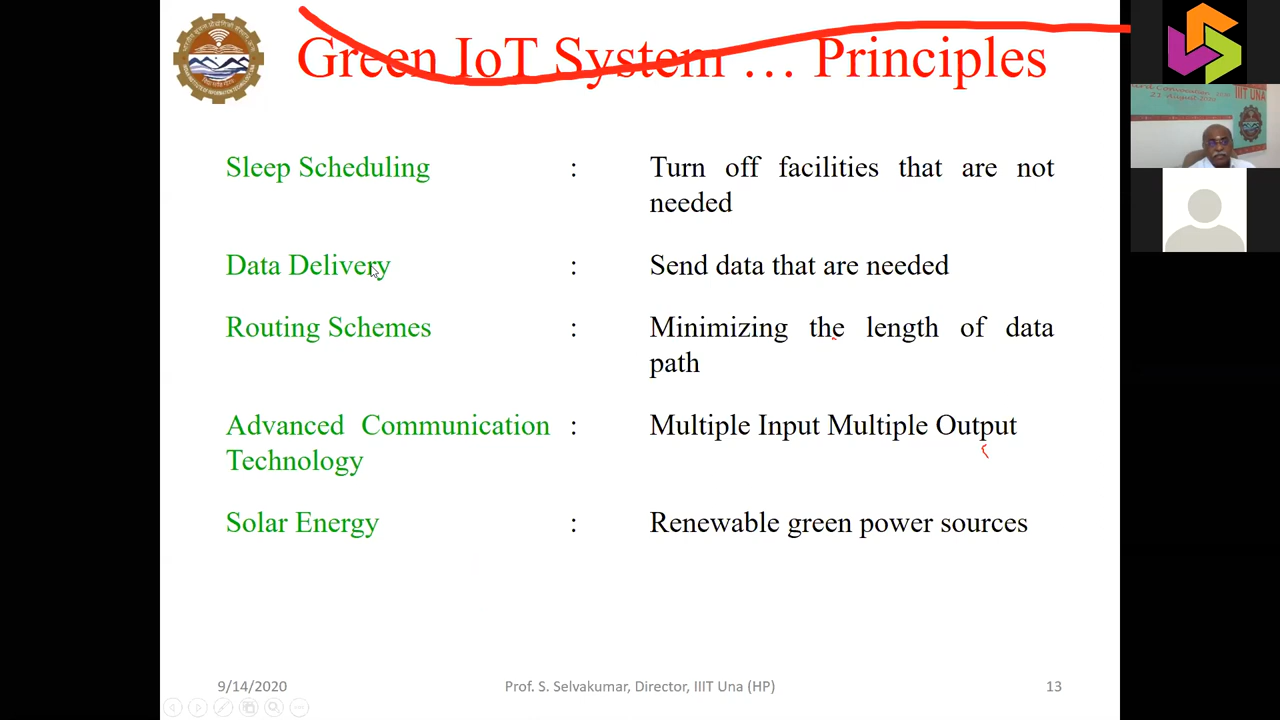 Green IoT System … Principles
Sleep Scheduling : Turn off facilities that are not
needed
Data Delivery : Send data that are needed
Routing Schemes : Minimizing the length of data
path
Advanced Communication : Multiple Input Multiple Output
Technology
Solar Energy : Renewable green power sources
9/14/2020 Prof. S. Selvakumar, Director, IIIT Una (HP) 13
IIIT UNA